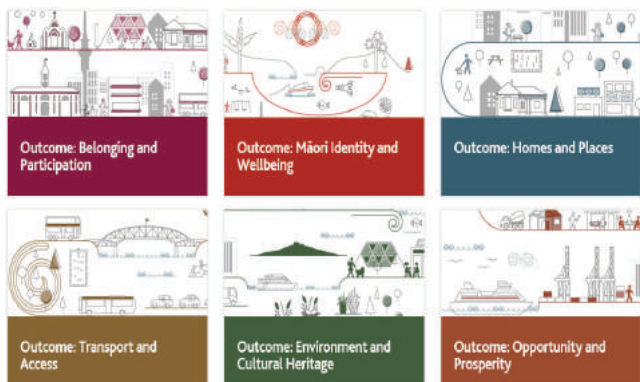 Outcome: Belonging and
Participation
Outcome: Māori Identity and
Wellbeing
Outcome: Homes and Places
Outcome: Transport and
Access
Outcome: Environment and
Cultural Heritage
Outcome: Opportunity and
Prosperity